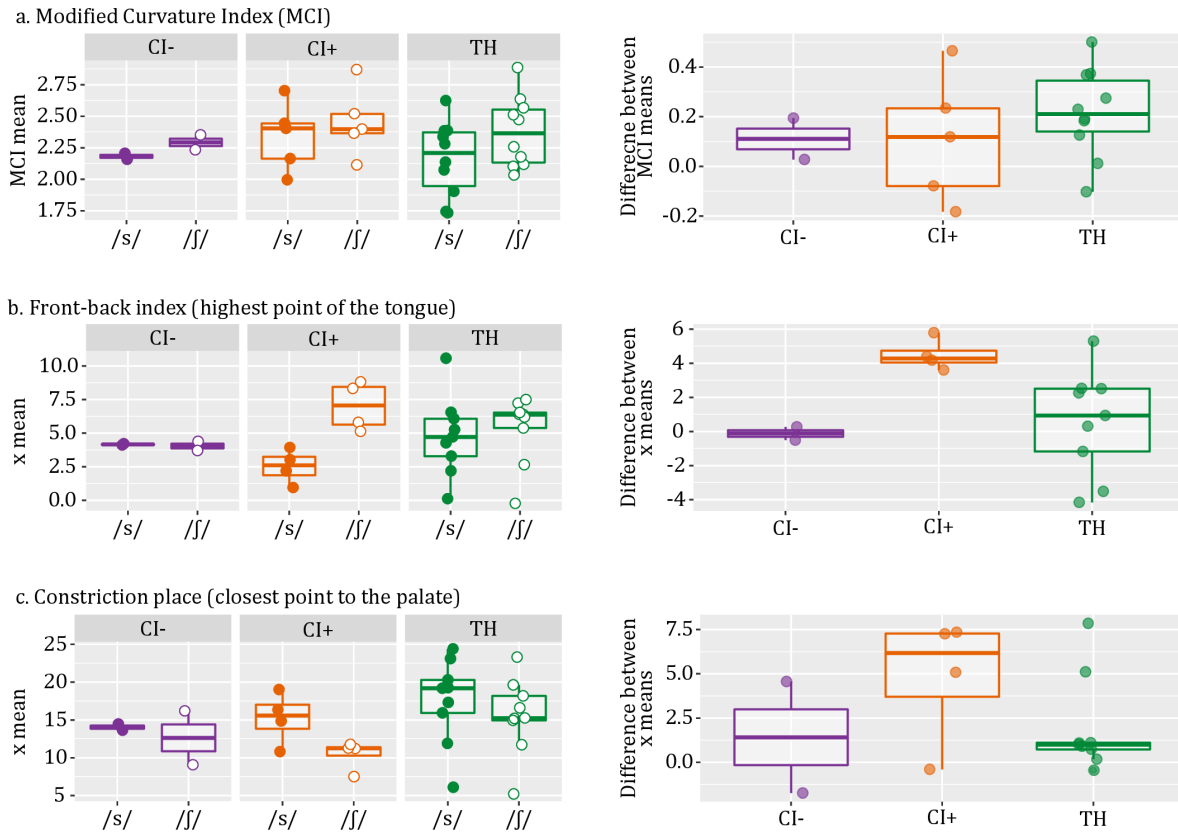 a. Modified Curvature Index (MCI)
CI-
CI+
TH
MCI mean
2.75
2.50
2.25
2.00
1.75
/s/
/ʃ/
/s/
/ʃ/
/s/
/ʃ/
Differecne between
MCI means
0.4
0.2
0.0
-0.2
CI-
CI+
TH
b. Front-back index (highest point of the tongue)
CI-
CI+
TH
x mean
10.0
7.5
5.0
2.5
0.0
/s/
/ʃ/
/s/
/ʃ/
/s/
/ʃ/
Difference between
x means
6
4
2
0
-2
-4
CI-
CI+
TH
c. Constriction place (closest point to the palate)
CI-
CI+
TH
x mean
25
20
15
10
5
/s/
/ʃ/
/s/
/ʃ/
/s/
/ʃ/
Difference between
x means
7.5
5.0
2.5
0.0
CI-
CI+
TH